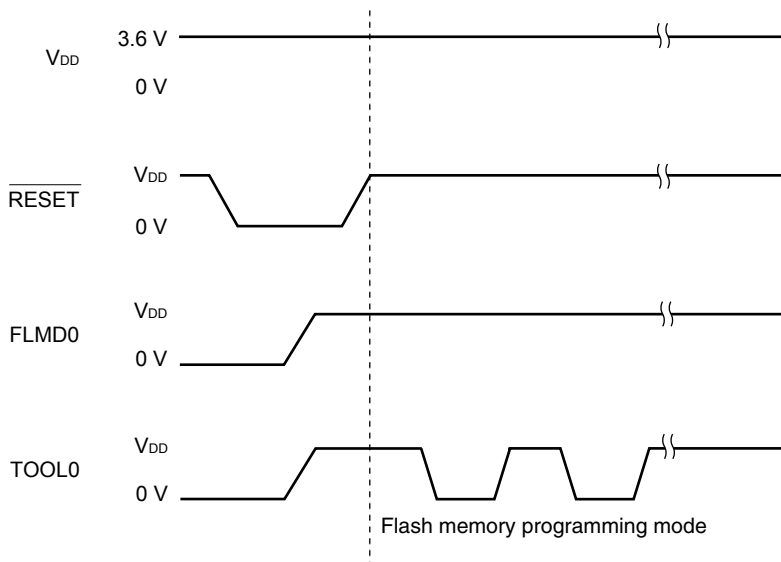 3.6 V
VDD
0 V
VDD
RESET
0 V
VDD
FLMD0
0 V
VDD
TOOL0
0 V
Flash memory programming mode